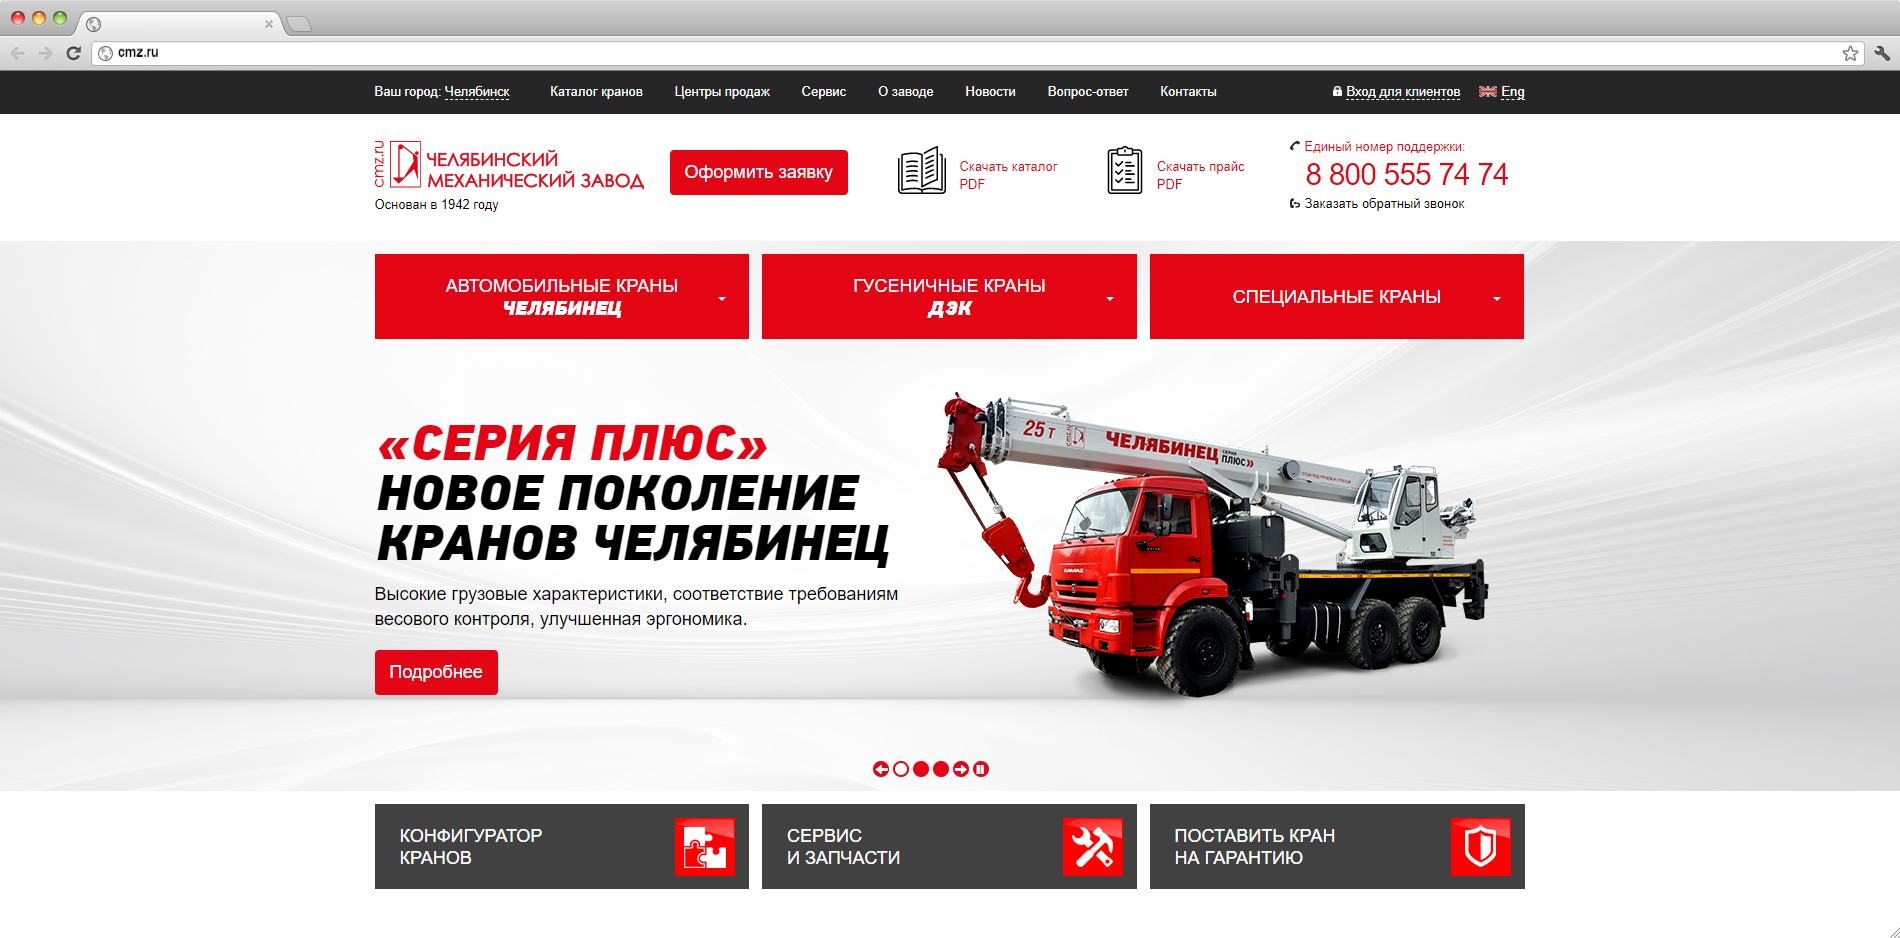 cmz.ru
Ваш город: Челябинск Каталог кранов Центры продаж Сервис О заводе Новости Вопрос-ответ Контакты Вход для клиентов Eng
cmz.ru
ЧЕЛЯБИНСКИЙ
МЕХАНИЧЕСКИЙ ЗАВОД
Основан в 1942 году
Оформить заявку
Скачать каталог
PDF
Скачать прайс
PDF
Единый номер поддержки:
8 800 555 74 74
Заказать обратный звонок
АВТОМОБИЛЬНЫЕ КРАНЫ
ЧЕЛЯБИНЕЦ
ГУСЕНИЧНЫЕ КРАНЫ
ДЭК
СПЕЦИАЛЬНЫЕ КРАНЫ
«СЕРИЯ ПЛЮС»
НОВОЕ ПОКОЛЕНИЕ
КРАНОВ ЧЕЛЯБИНЕЦ
Высокие грузовые характеристики, соответствие требованиям
весового контроля, улучшенная эргономика.
Подробнее
25 т
cmz.ru
ЧЕЛЯБИНЕЦ
СЕРИЯ
ПЛЮС»
KAMAZ
КОНФИГУРАТОР
КРАНОВ
СЕРВИС
И ЗАПЧАСТИ
ПОСТАВИТЬ КРАН
НА ГАРАНТИЮ